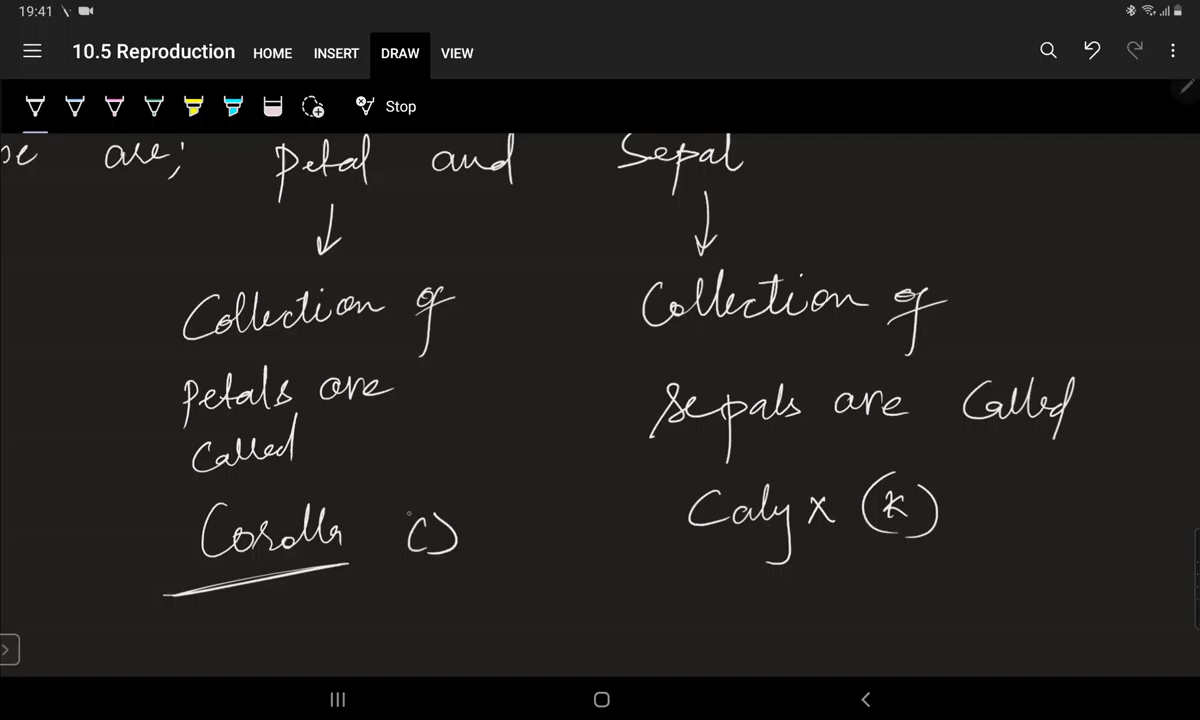 19:41
10.5 Reproduction HOME INSERT DRAW VIEW
Stop
are; Petal and Sepal
Collection of
Petals are
called
Corolla ()
Collection of
Sepals are Called
Calyx (K)